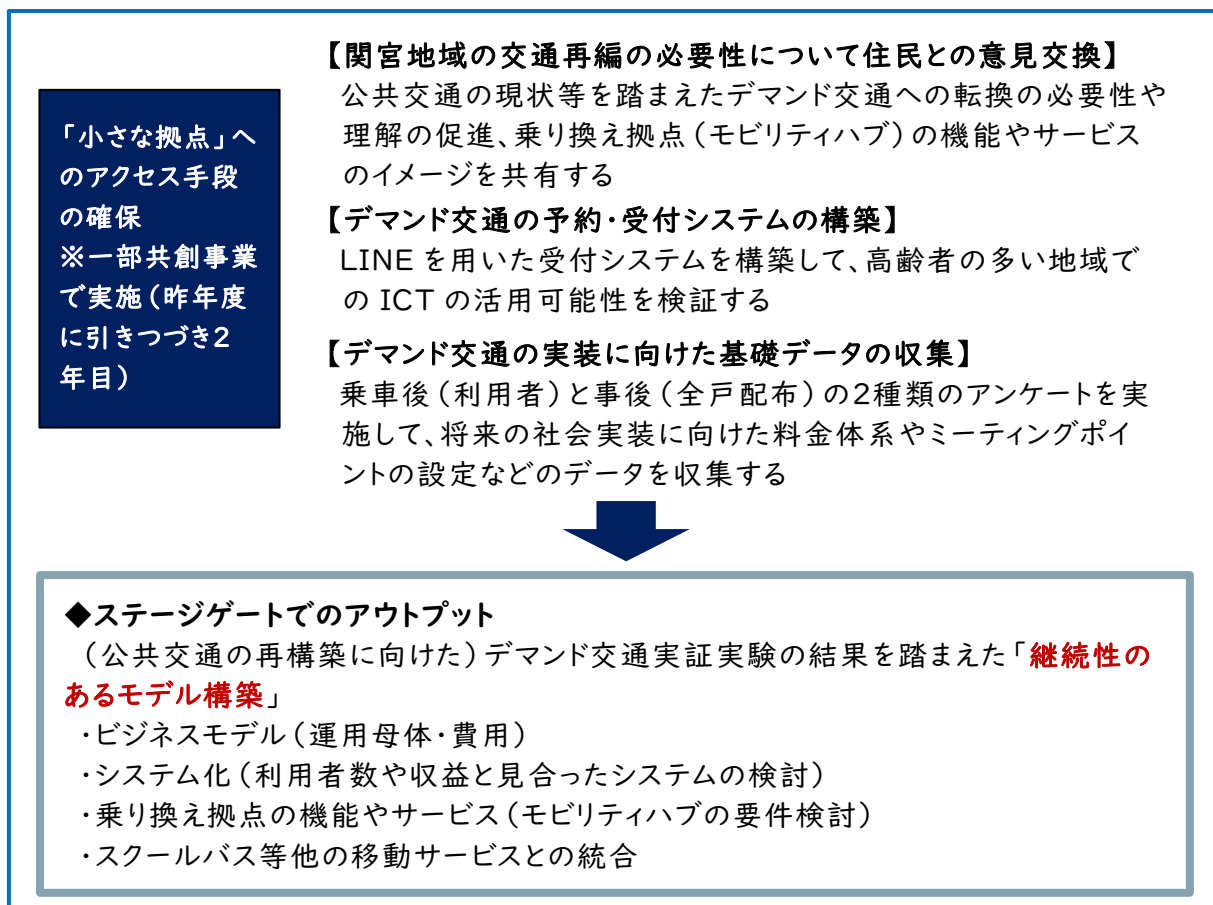 「小さな拠点」へ
のアクセス手段
の確保
※一部共創事業
で実施（昨年度
に引きつづき2
年目）
【関宮地域の交通再編の必要性について住民との意見交換】
公共交通の現状等を踏まえたデマンド交通への転換の必要性や
理解の促進、乗り換え拠点（モビリティハブ）の機能やサービス
のイメージを共有する
【デマンド交通の予約・受付システムの構築】
LINE を用いた受付システムを構築して、高齢者の多い地域で
の ICT の活用可能性を検証する
【デマンド交通の実装に向けた基礎データの収集】
乗車後（利用者）と事後（全戸配布）の2種類のアンケートを実
施して、将来の社会実装に向けた料金体系やミーティングポイ
ントの設定などのデータを収集する
◆ステージゲートでのアウトプット
（公共交通の再構築に向けた）デマンド交通実証実験の結果を踏まえた「継続性の
あるモデル構築」
・ビジネスモデル（運用母体・費用）
・システム化（利用者数や収益と見合ったシステムの検討）
・乗り換え拠点の機能やサービス（モビリティハブの要件検討）
・スクールバス等他の移動サービスとの統合